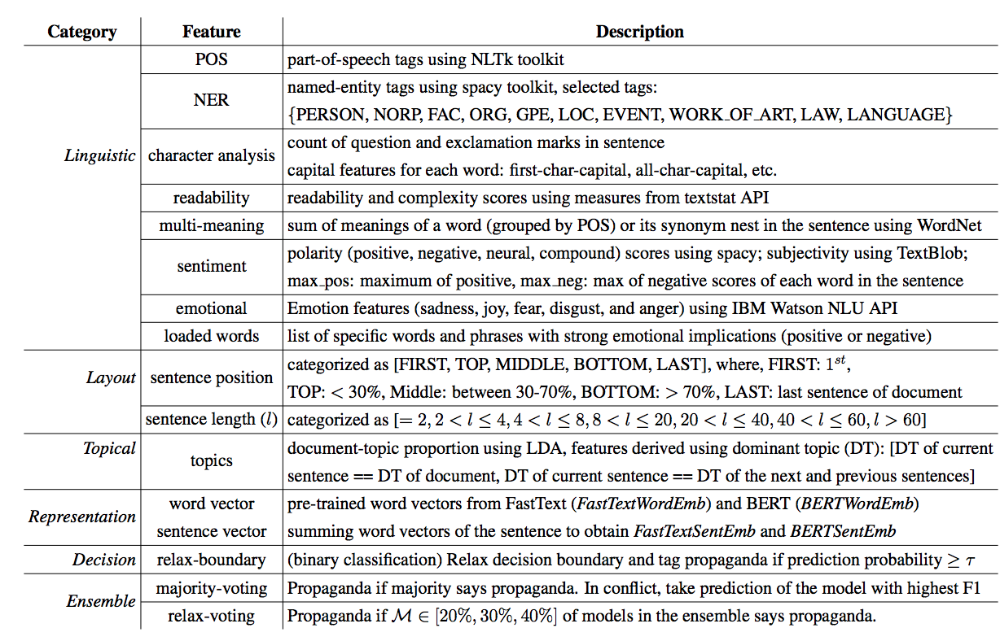 Category Feature Description
POS part-of-speech tags using NLTk toolkit
NER named-entity tags using spacy toolkit, selected tags:
{PERSON, NORP, FAC, ORG, GPE, LOC, EVENT, WORK_OF_ART, LAW, LANGUAGE}
Linguistic character analysis count of question and exclamation marks in sentence
capital features for each word: first-char-capital, all-char-capital, etc.
readability readability and complexity scores using measures from textstat API
multi-meaning sum of meanings of a word (grouped by POS) or its synonym nest in the sentence using WordNet
sentiment polarity (positive, negative, neural, compound) scores using spacy; subjectivity using TextBlob;
max_pos: maximum of positive, max_neg: max of negative scores of each word in the sentence
emotional Emotion features (sadness, joy, fear, disgust, and anger) using IBM Watson NLU API
loaded words list of specific words and phrases with strong emotional implications (positive or negative)
Layout sentence position categorized as [FIRST, TOP, MIDDLE, BOTTOM, LAST], where, FIRST: 1st,
TOP: < 30%, Middle: between 30-70%, BOTTOM: > 70%, LAST: last sentence of document
sentence length (l) categorized as [= 2, 2 < l ≤ 4, 4 < l ≤ 8, 8 < l ≤ 20, 20 < l ≤ 40, 40 < l ≤ 60, l > 60]
Topical topics document-topic proportion using LDA, features derived using dominant topic (DT): [DT of current
sentence == DT of document, DT of current sentence == DT of the next and previous sentences]
Representation word vector pre-trained word vectors from FastText (FastTextWordEmb) and BERT (BERTWordEmb)
sentence vector summing word vectors of the sentence to obtain FastTextSentEmb and BERTSentEmb
Decision relax-boundary (binary classification) Relax decision boundary and tag propaganda if prediction probability ≥ τ
Ensemble majority-voting Propaganda if majority says propaganda. In conflict, take prediction of the model with highest F1
relax-voting Propaganda if ℳ ∈ [20%, 30%, 40%] of models in the ensemble says propaganda.